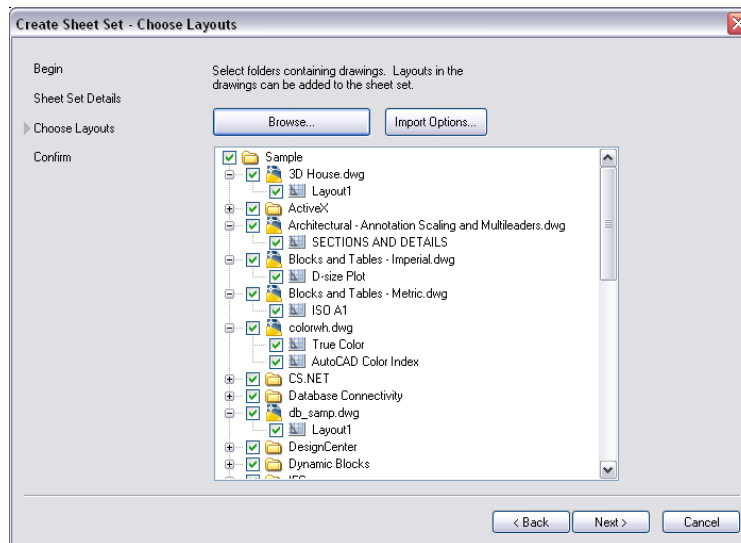 Create Sheet Set - Choose Layouts
Begin
Sheet Set Details
Choose Layouts
Confirm
Select folders containing drawings. Layouts in the
drawings can be added to the sheet set.
Browse...
Import Options...
Sample
3D House.dwg
Layout1
ActiveX
Architectural - Annotation Scaling and Multileaders.dwg
SECTIONS AND DETAILS
Blocks and Tables - Imperial.dwg
D-size Plot
Blocks and Tables - Metric.dwg
ISO A1
colorwh.dwg
True Color
AutoCAD Color Index
CS.NET
Database Connectivity
db_samp.dwg
Layout1
DesignCenter
Dynamic Blocks
< Back
Next >
Cancel